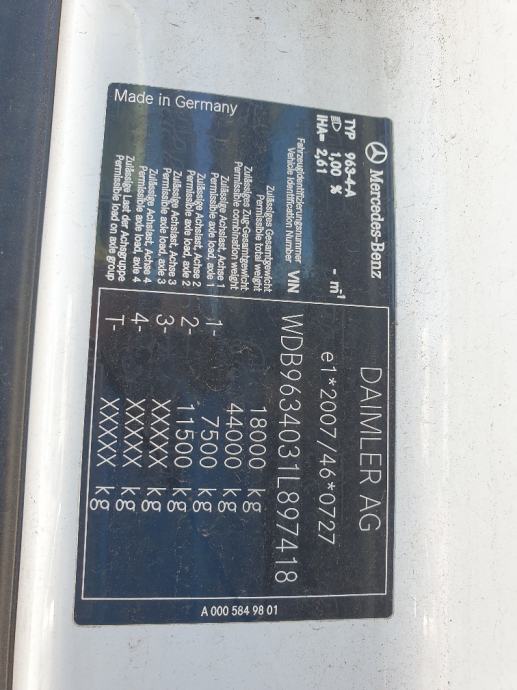 Mercedes-Benz
DAIMLER AG
TYP 963-4-A
1,00 % - m-1 e1*2007/46*0727
IHA= 2,61
Fahrzeugidentifizierungsnummer
Vehicle Identification Number VIN WDB9634031L897418
Zulässiges Gesamtgewicht
Permissible total weight 18000 kg
Zulässiges Zug-Gesamtgewicht
Permissible combination weight 44000 kg
Zulässige Achslast, Achse 1
Permissible axle load, axle 1 1- 7500 kg
Zulässige Achslast, Achse 2
Permissible axle load, axle 2 2- 11500 kg
Zulässige Achslast, Achse 3
Permissible axle load, axle 3 3- XXXXX kg
Zulässige Achslast, Achse 4
Permissible axle load, axle 4 4- XXXXX kg
Zulässige Last der Achsgruppe
Permissible load on axle group T- XXXXX kg
Made in Germany
A 000 584 98 01